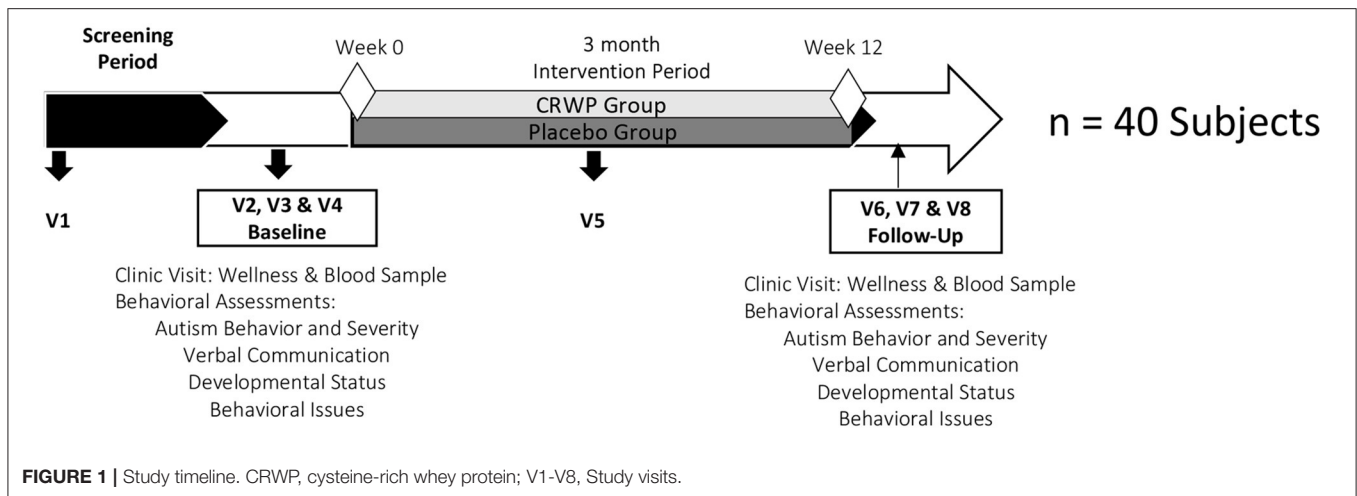 Screening
Period
Week 0
3 month
Intervention Period
Week 12
CRWP Group
Placebo Group
n = 40 Subjects
V1
V2, V3 & V4
Baseline
V5
V6, V7 & V8
Follow-Up
Clinic Visit: Wellness & Blood Sample
Behavioral Assessments:
Autism Behavior and Severity
Verbal Communication
Developmental Status
Behavioral Issues
Clinic Visit: Wellness & Blood Sample
Behavioral Assessments:
Autism Behavior and Severity
Verbal Communication
Developmental Status
Behavioral Issues
FIGURE 1 | Study timeline. CRWP, cysteine-rich whey protein; V1-V8, Study visits.